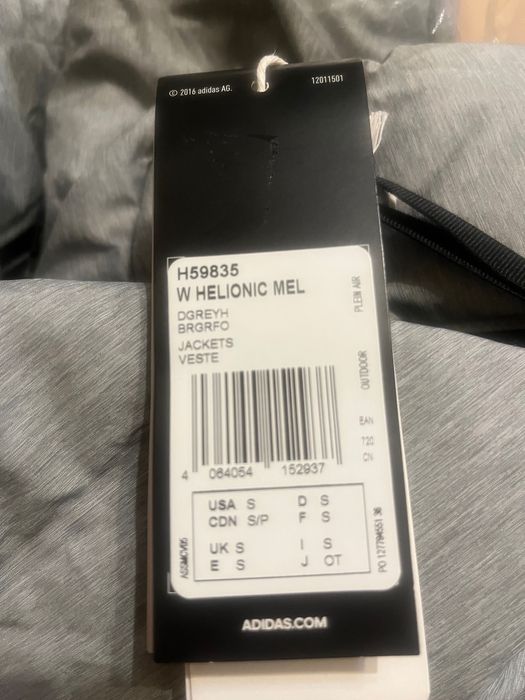 © 2016 adidas AG.
12011501
H59835
W HELIONIC MEL
DGREYH
BRGRFO
JACKETS
VESTE
PLEIN AIR
OUTDOOR
EAN
720
CN
4 064054 152937
USA S D S
CDN S/P F S
UK S I S
E S J OT
ADIDAS.COM